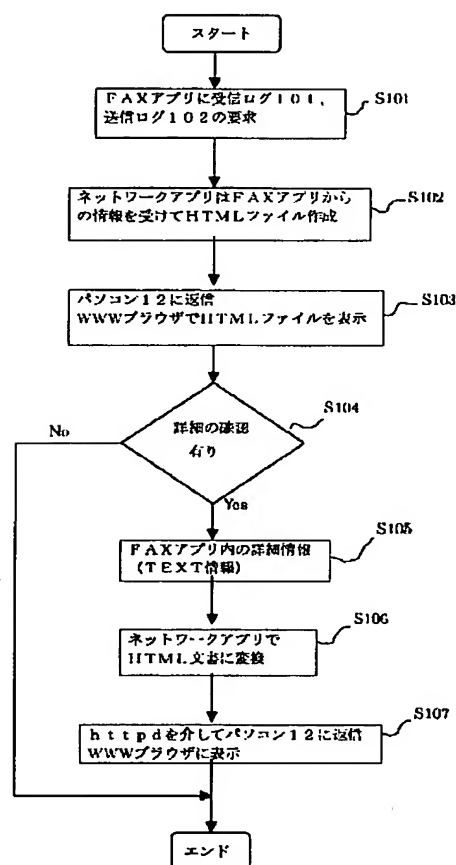 スタート
FAXアプリに受信ログ101,
送信ログ102の要求
S101
ネットワークアプリはFAXアプリから
の情報を受けてHTMLファイル作成
S102
パソコン12に返信
WWWブラウザでHTMLファイルを表示
S103
詳細の確認
有り
S104
No
Yes
FAXアプリ内の詳細情報
(TEXT情報)
S105
ネットワークアプリで
HTML文書に変換
S106
httpdを介してパソコン12に返信
WWWブラウザに表示
S107
エンド